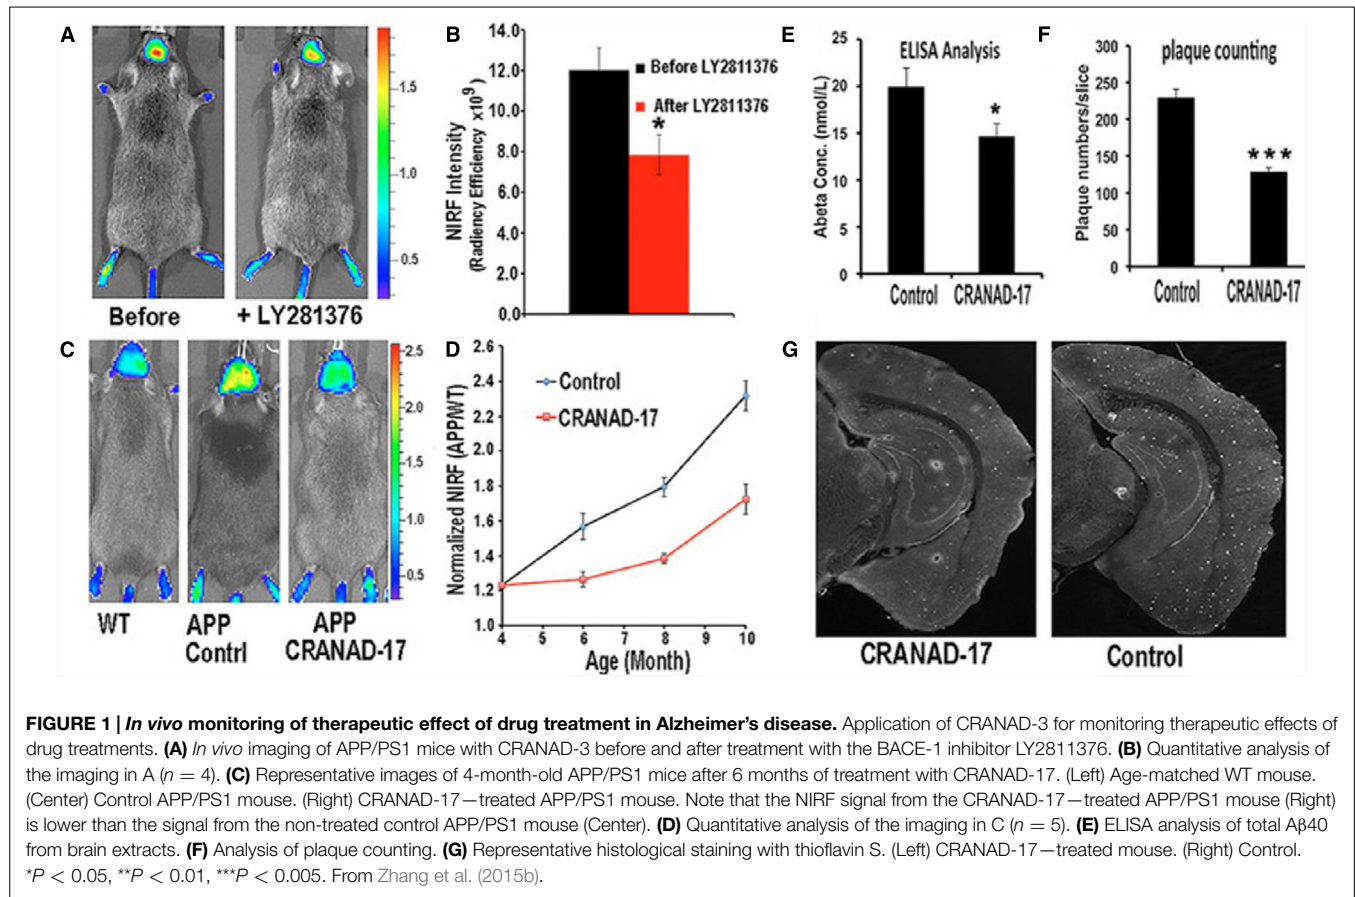 A
Before
+ LY281376
1.5
1.0
0.5
B
14.0
12.0
10.0
8.0
6.0
4.0
2.0
0.0
NIRF Intensity
(Radiency Efficiency x10⁹)
Before LY2811376
After LY2811376
*
E
ELISA Analysis
25
20
15
10
5
0
Abeta Conc. (nmol/L)
*
Control
CRANAD-17
F
plaque counting
300
250
200
150
100
50
0
Plaque numbers/slice
***
Control
CRANAD-17
C
WT
APP
Contrl
APP
CRANAD-17
2.5
2.0
1.5
1.0
0.5
D
2.6
2.4
2.2
2.0
1.8
1.6
1.4
1.2
1.0
Normalized NIRF (APP/WT)
Control
CRANAD-17
4 5 6 7 8 9 10
Age (Month)
G
CRANAD-17
Control
FIGURE 1 | In vivo monitoring of therapeutic effect of drug treatment in Alzheimer's disease. Application of CRANAD-3 for monitoring therapeutic effects of
drug treatments. (A) In vivo imaging of APP/PS1 mice with CRANAD-3 before and after treatment with the BACE-1 inhibitor LY2811376. (B) Quantitative analysis of
the imaging in A (n = 4). (C) Representative images of 4-month-old APP/PS1 mice after 6 months of treatment with CRANAD-17. (Left) Age-matched WT mouse.
(Center) Control APP/PS1 mouse. (Right) CRANAD-17—treated APP/PS1 mouse. Note that the NIRF signal from the CRANAD-17—treated APP/PS1 mouse (Right)
is lower than the signal from the non-treated control APP/PS1 mouse (Center). (D) Quantitative analysis of the imaging in C (n = 5). (E) ELISA analysis of total Aβ40
from brain extracts. (F) Analysis of plaque counting. (G) Representative histological staining with thioflavin S. (Left) CRANAD-17—treated mouse. (Right) Control.
*P < 0.05, **P < 0.01, ***P < 0.005. From Zhang et al. (2015b).